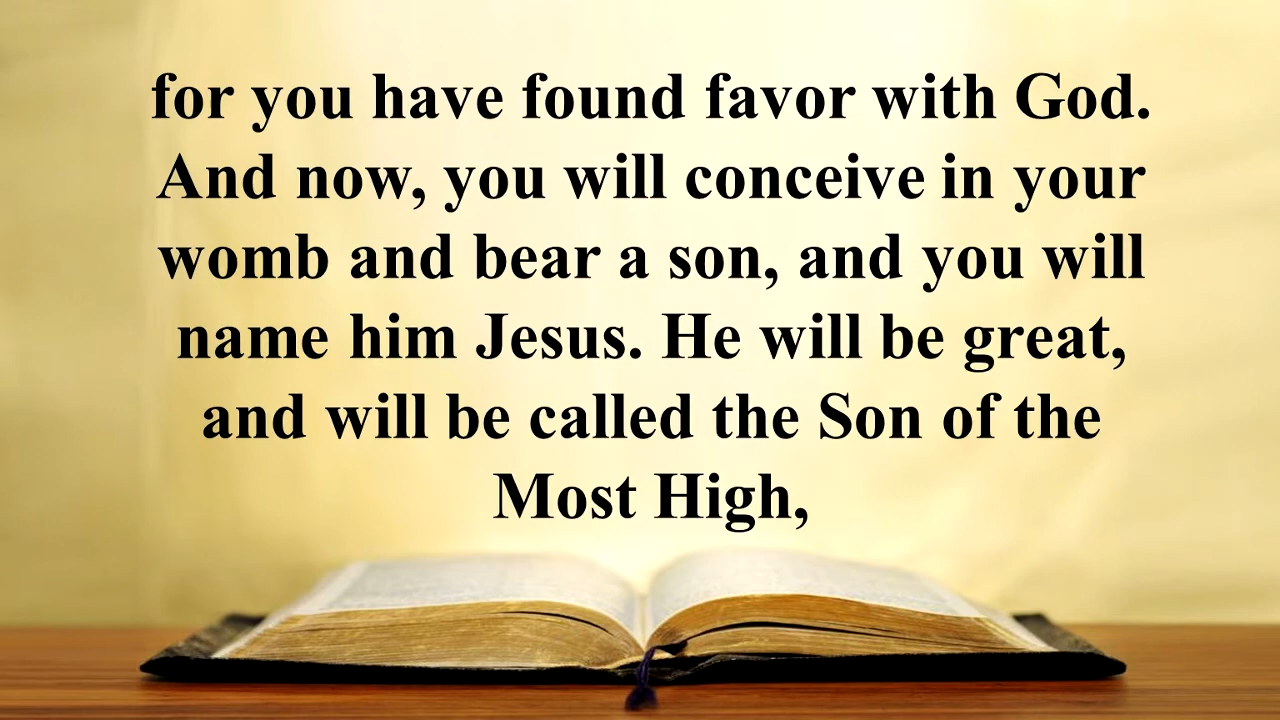 for you have found favor with God.
And now, you will conceive in your
womb and bear a son, and you will
name him Jesus. He will be great,
and will be called the Son of the
Most High,